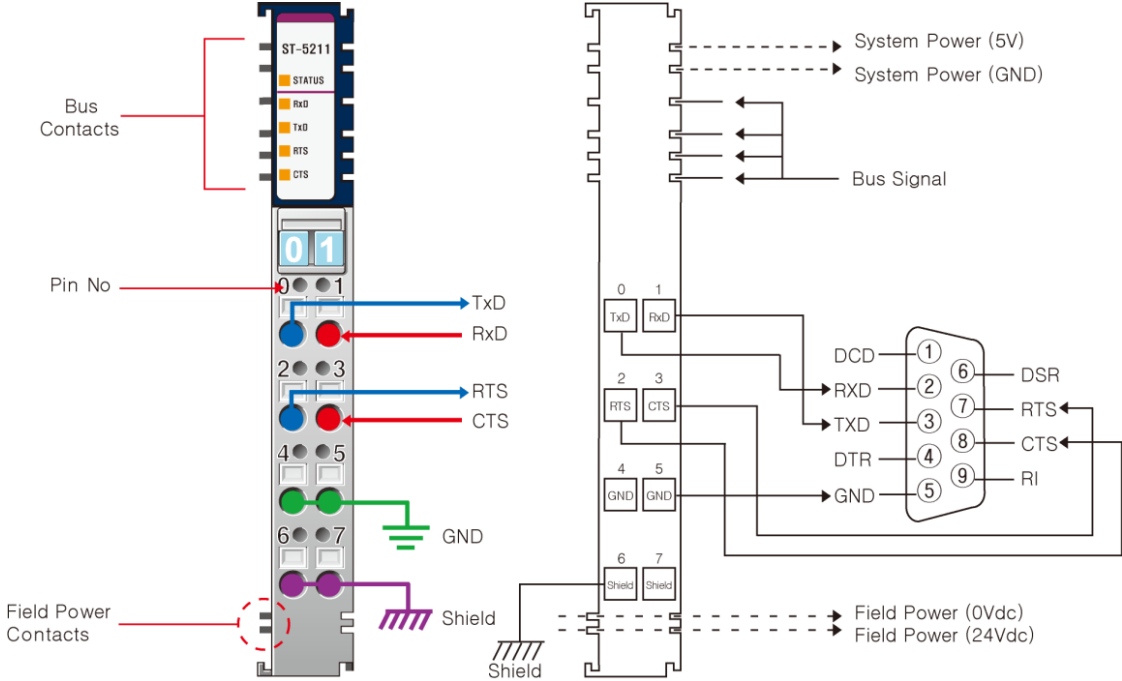 ST-5211
STATUS
RxD
TxD
RTS
CTS
Bus
Contacts
01
Pin No
0 1
TxD
RxD
2 3
RTS
CTS
4 5
GND
6 7
Shield
Field Power
Contacts
System Power (5V)
System Power (GND)
Bus Signal
0 1
TxD RxD
2 3
RTS CTS
4 5
GND GND
6 7
Shield Shield
Shield
DCD 1
RXD 2
TXD 3
DTR 4
GND 5
6 DSR
7 RTS
8 CTS
9 RI
Field Power (0Vdc)
Field Power (24Vdc)